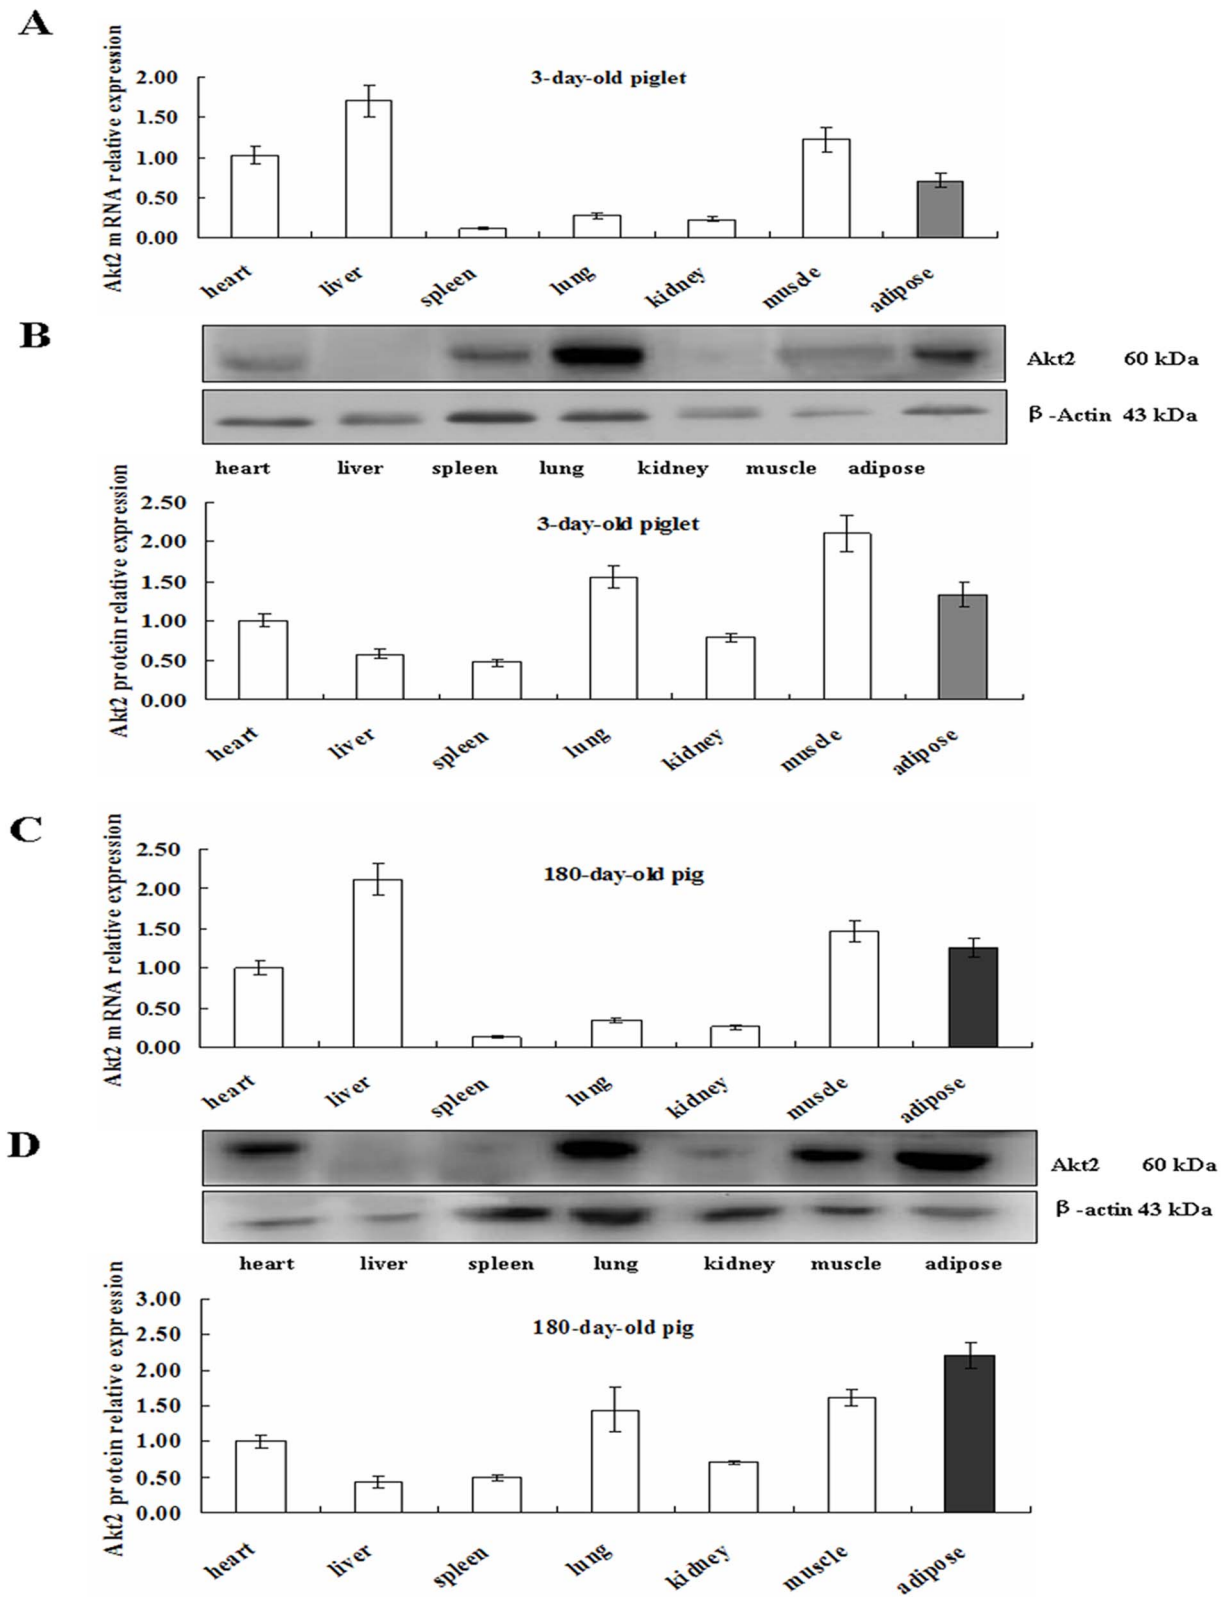 A
Akt2 mRNA relative expression
3-day-old piglet
2.00
1.50
1.00
0.50
0.00
heart liver spleen lung kidney muscle adipose
B
Akt2 60 kDa
β-Actin 43 kDa
heart liver spleen lung kidney muscle adipose
Akt2 protein relative expression
3-day-old piglet
2.50
2.00
1.50
1.00
0.50
0.00
heart liver spleen lung kidney muscle adipose
C
Akt2 mRNA relative expression
180-day-old pig
2.50
2.00
1.50
1.00
0.50
0.00
heart liver spleen lung kidney muscle adipose
D
Akt2 60 kDa
β-actin 43 kDa
heart liver spleen lung kidney muscle adipose
Akt2 protein relative expression
180-day-old pig
3.00
2.50
2.00
1.50
1.00
0.50
0.00
heart liver spleen lung kidney muscle adipose